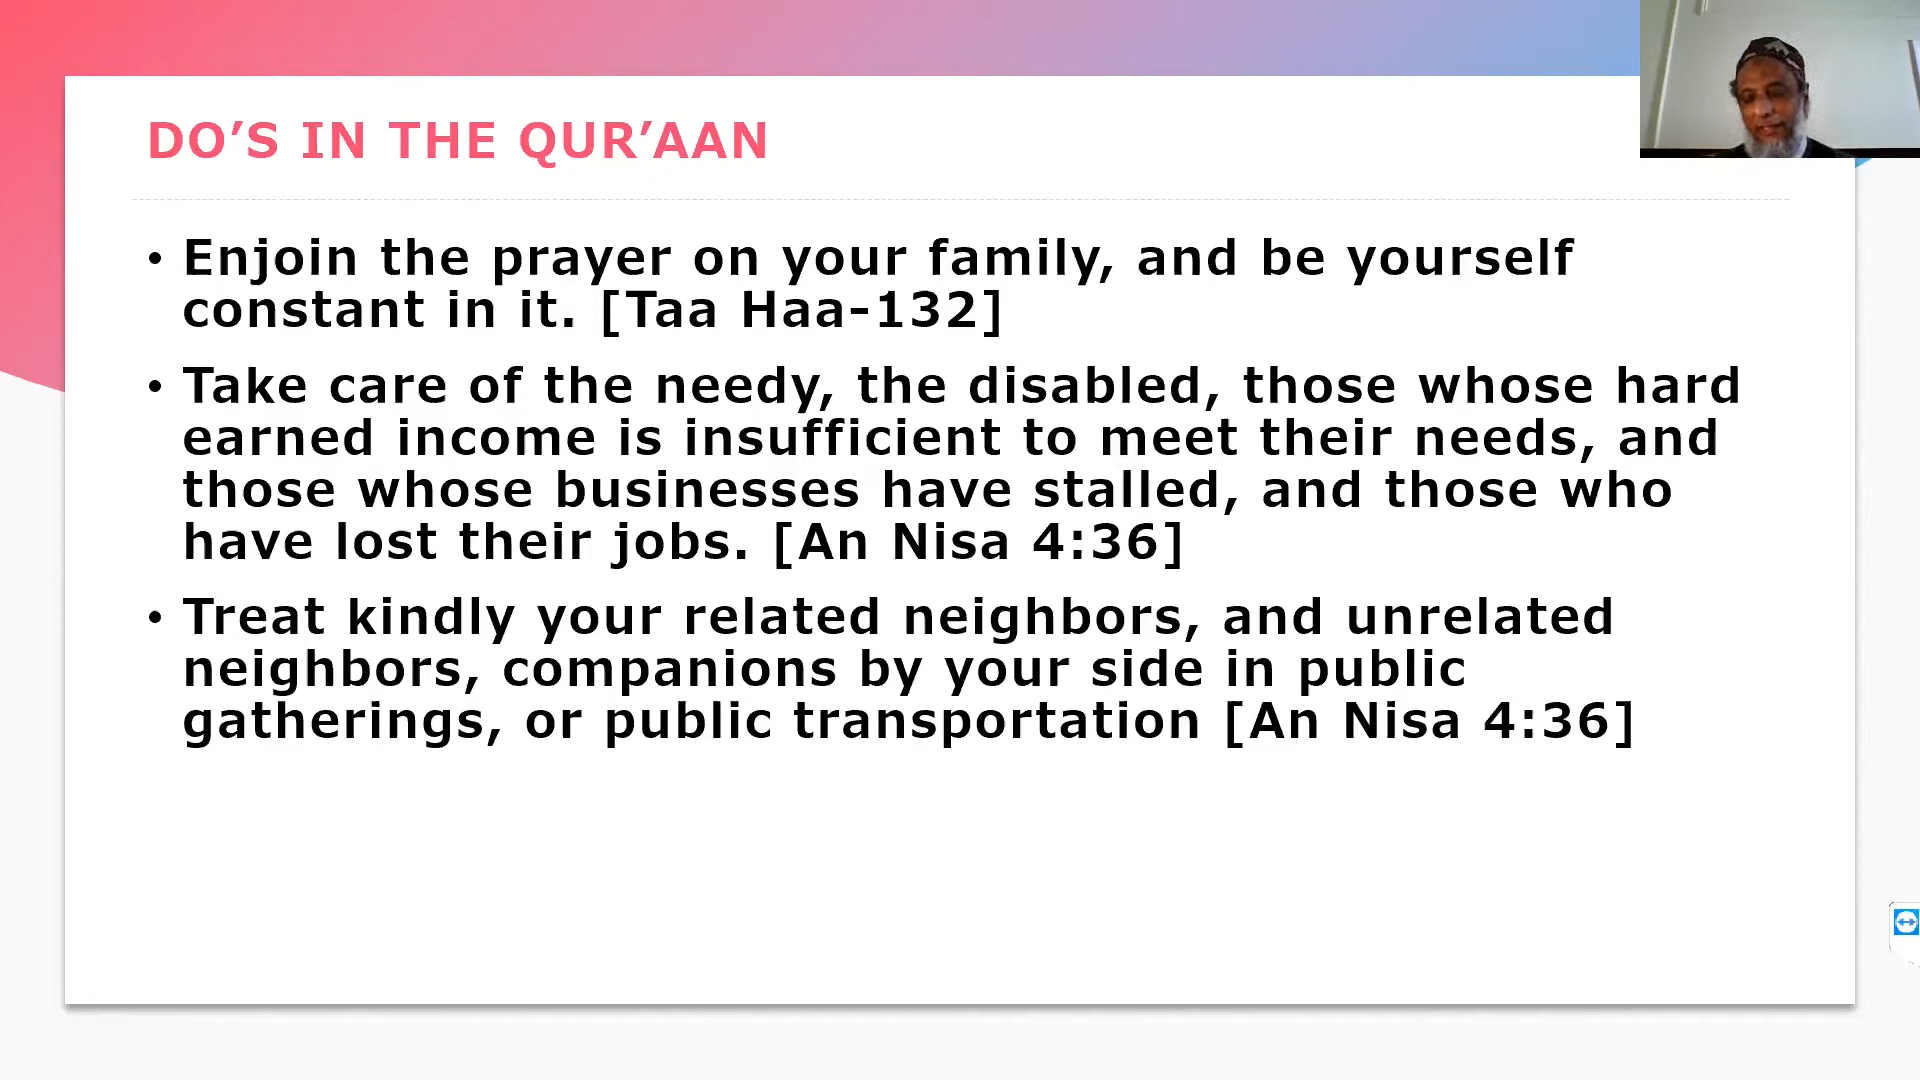 DO’S IN THE QUR’AAN
• Enjoin the prayer on your family, and be yourself
constant in it. [Taa Haa-132]
• Take care of the needy, the disabled, those whose hard
earned income is insufficient to meet their needs, and
those whose businesses have stalled, and those who
have lost their jobs. [An Nisa 4:36]
• Treat kindly your related neighbors, and unrelated
neighbors, companions by your side in public
gatherings, or public transportation [An Nisa 4:36]